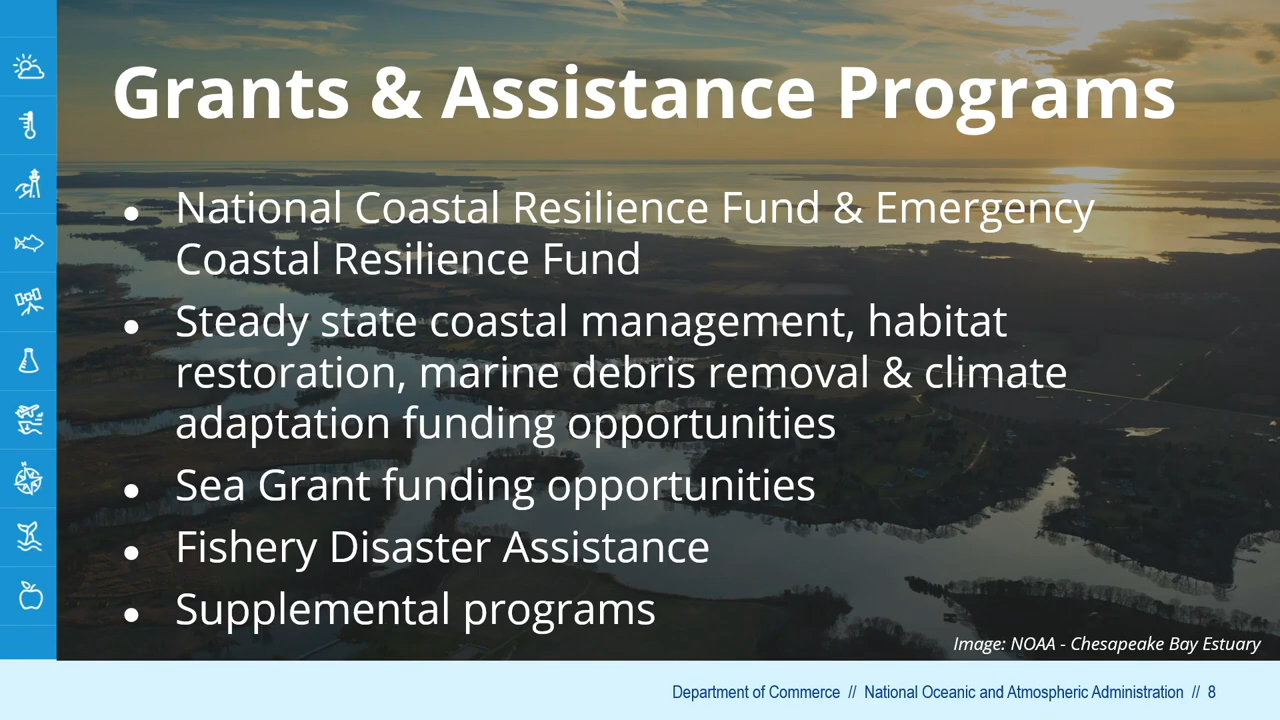 Grants & Assistance Programs
● National Coastal Resilience Fund & Emergency
Coastal Resilience Fund
● Steady state coastal management, habitat
restoration, marine debris removal & climate
adaptation funding opportunities
● Sea Grant funding opportunities
● Fishery Disaster Assistance
● Supplemental programs
Image: NOAA - Chesapeake Bay Estuary
Department of Commerce // National Oceanic and Atmospheric Administration // 8